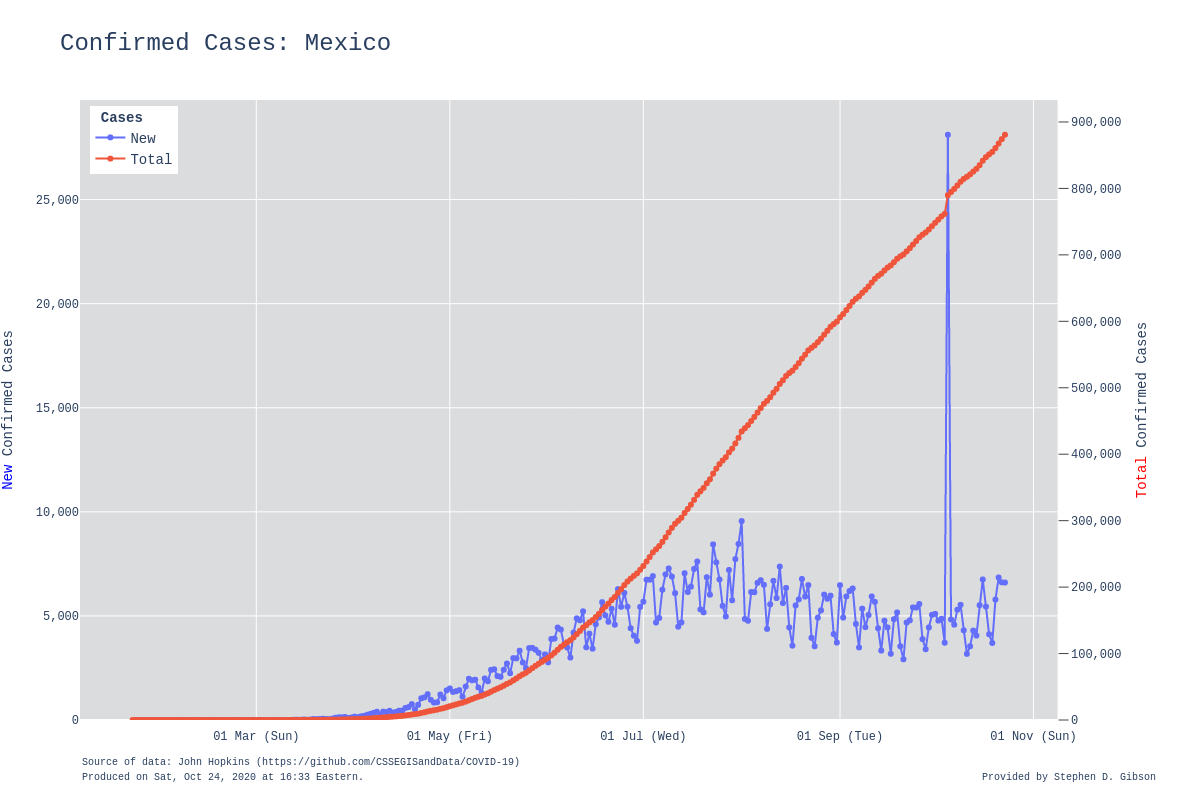 Confirmed Cases: Mexico
Cases
New
Total
25,000
20,000
15,000
10,000
5,000
0
New Confirmed Cases
900,000
800,000
700,000
600,000
500,000
400,000
300,000
200,000
100,000
0
Total Confirmed Cases
01 Mar (Sun)
01 May (Fri)
01 Jul (Wed)
01 Sep (Tue)
01 Nov (Sun)
Source of data: John Hopkins (https://github.com/CSSEGISandData/COVID-19)
Produced on Sat, Oct 24, 2020 at 16:33 Eastern.
Provided by Stephen D. Gibson